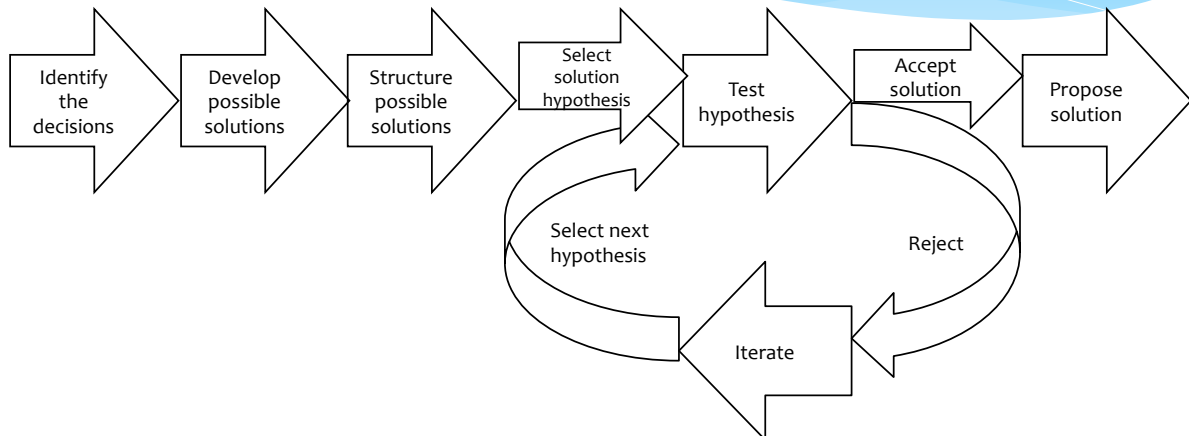 Identify
the
decisions
Develop
possible
solutions
Structure
possible
solutions
Select
solution
hypothesis
Test
hypothesis
Accept
solution
Propose
solution
Select next
hypothesis
Reject
Iterate